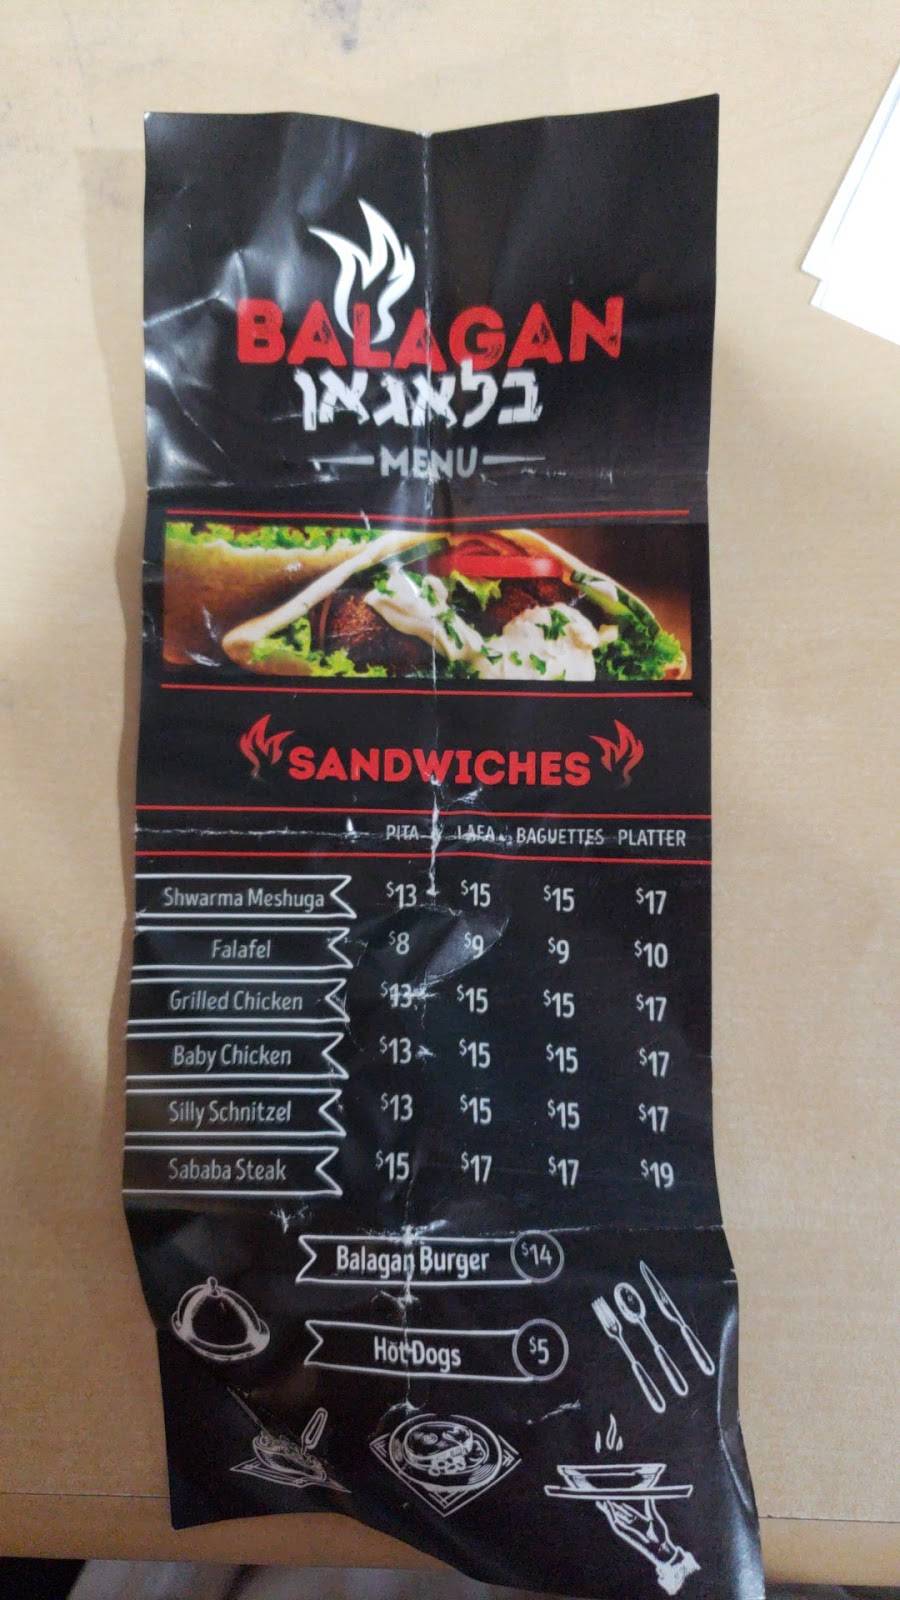 BALAGAN
בלאגאן
MENU
SANDWICHES
PITA LAFA BAGUETTES PLATTER
Shwarma Meshuga $13 $15 $15 $17
Falafel $8 $9 $9 $10
Grilled Chicken $13 $15 $15 $17
Baby Chicken $13 $15 $15 $17
Silly Schnitzel $13 $15 $15 $17
Sababa Steak $15 $17 $17 $19
Balagan Burger $14
Hot Dogs $5